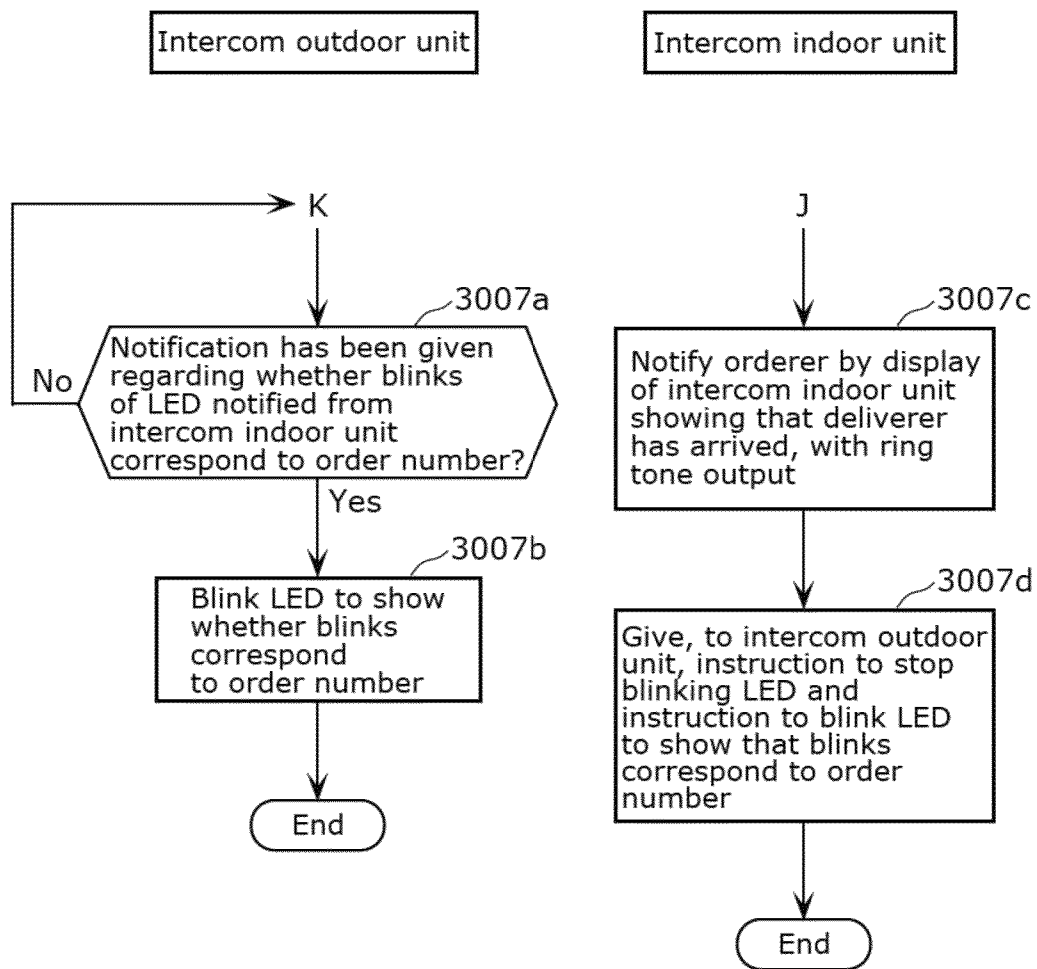 Intercom outdoor unit
Intercom indoor unit
K
J
3007a
Notification has been given
regarding whether blinks
of LED notified from
intercom indoor unit
correspond to order number?
No
Yes
3007b
Blink LED to show
whether blinks
correspond
to order number
End
3007c
Notify orderer by display
of intercom indoor unit
showing that deliverer
has arrived, with ring
tone output
3007d
Give, to intercom outdoor
unit, instruction to stop
blinking LED and
instruction to blink LED
to show that blinks
correspond to order
number
End